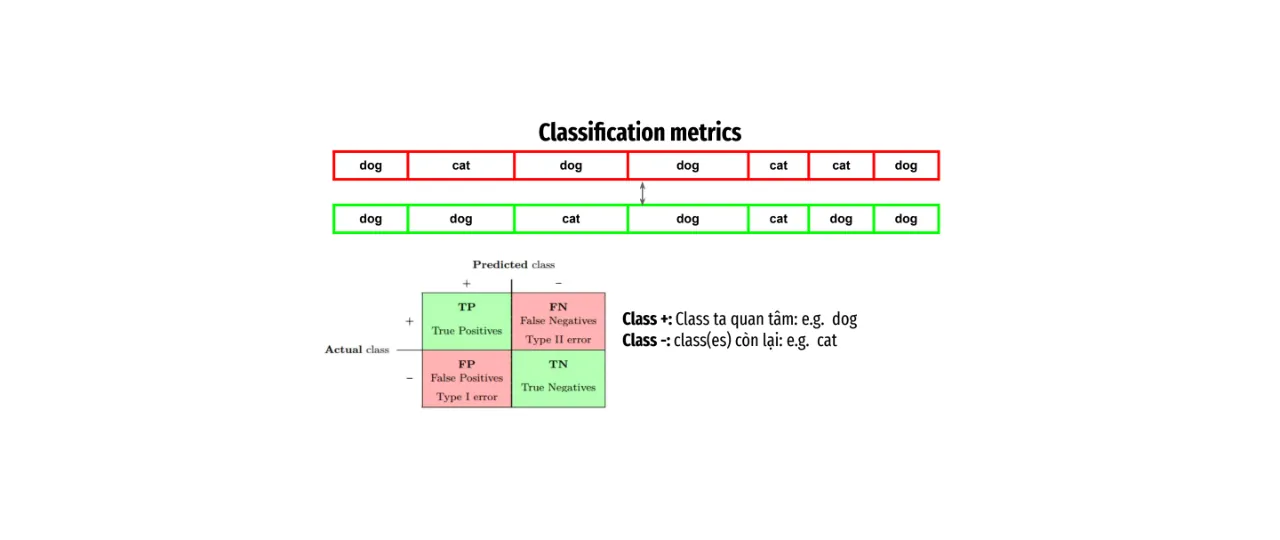 Classification metrics
dog cat dog dog cat cat dog
dog dog cat dog cat dog dog
Predicted class
+ −
TP FN
+ True Positives False Negatives
Type II error
Actual class
FP TN
− False Positives True Negatives
Type I error
Class +: Class ta quan tâm: e.g. dog
Class -: class(es) còn lại: e.g. cat